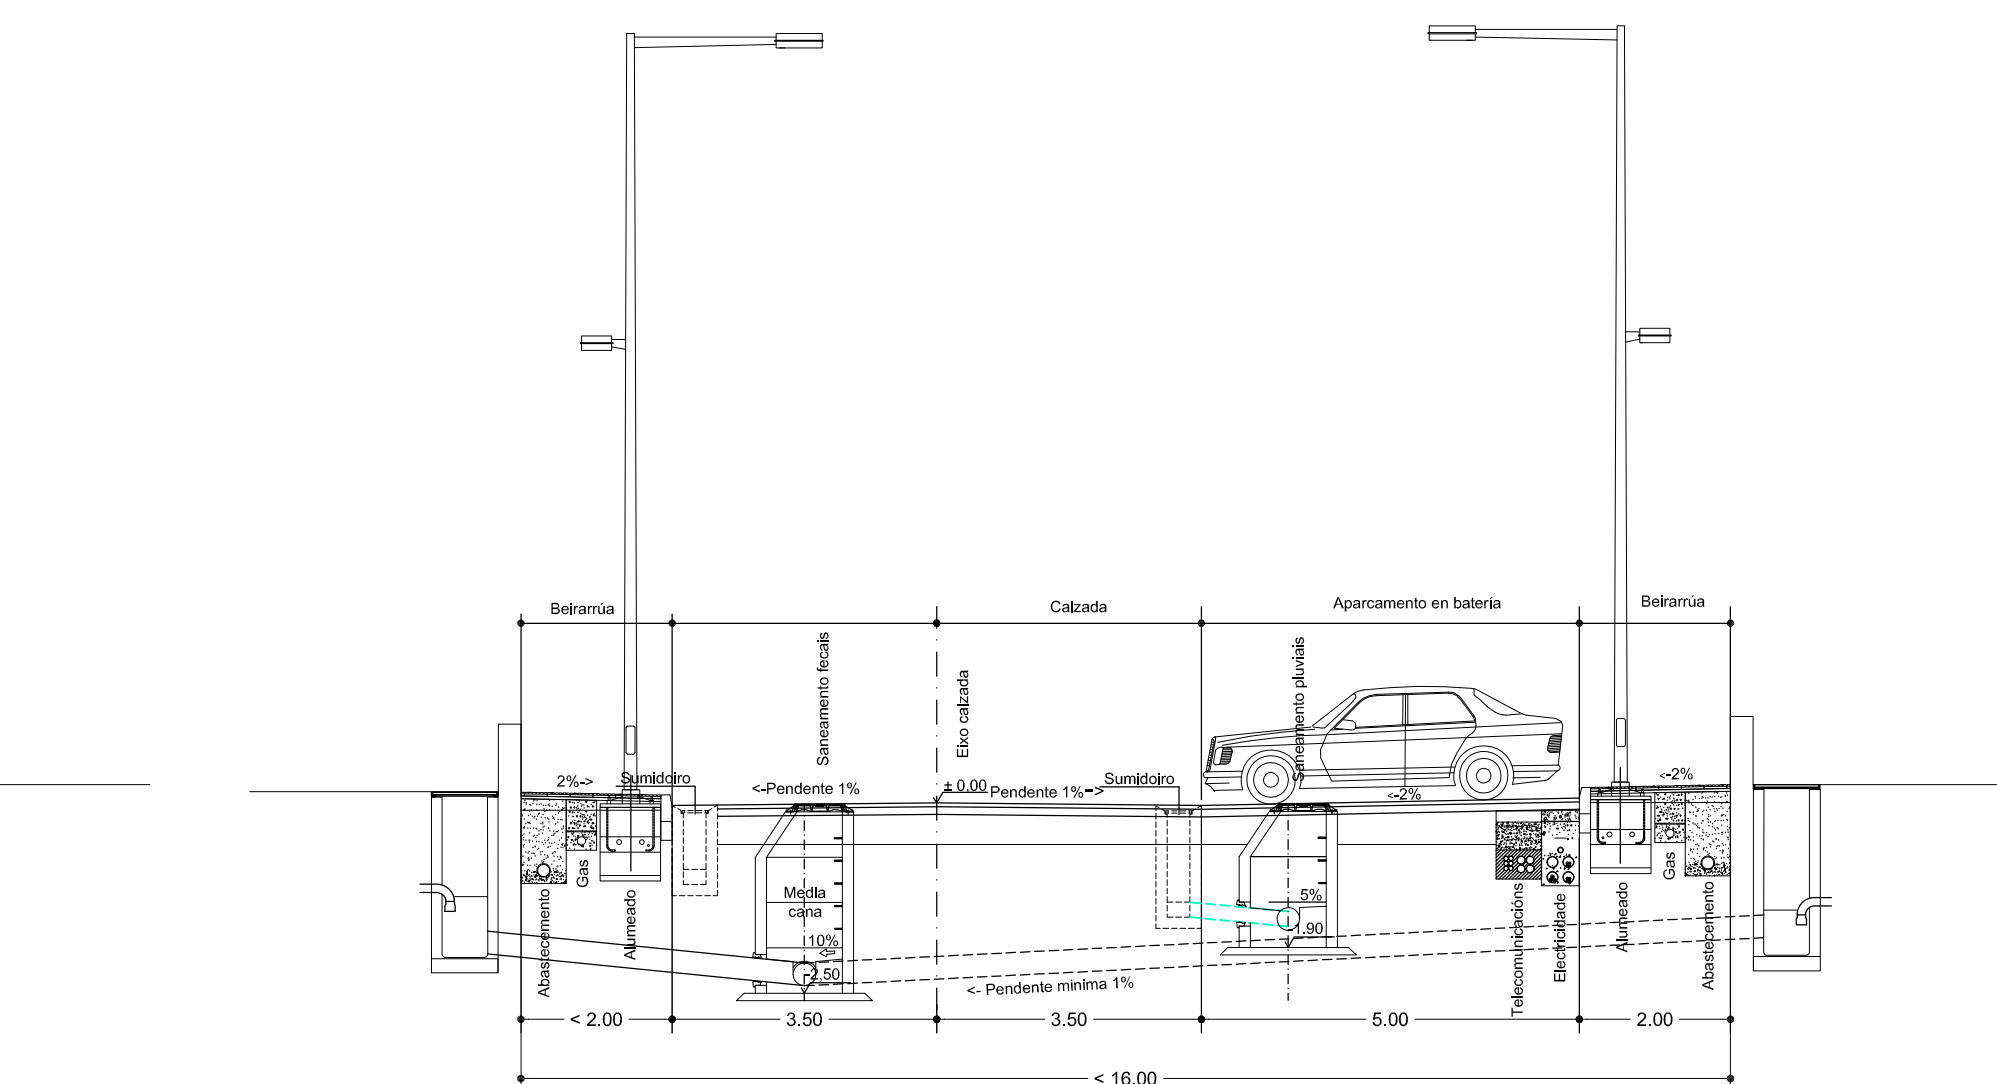 Beirarrúa
Calzada
Aparcamento en batería
Beirarrúa
Saneamento fecais
Eixo calzada
Saneamento pluviais
2%->
Sumidoiro
<-Pendente 1%
± 0.00
Pendente 1%->
Sumidoiro
<-2%
<-2%
Abastecemento
Gas
Alumeado
Media
cana
10%
-2,50
5%
-1.90
<- Pendente minima 1%
Telecomunicacións
Electricidade
Alumeado
Gas
Abastecemento
< 2.00
3.50
3.50
5.00
2.00
< 16.00